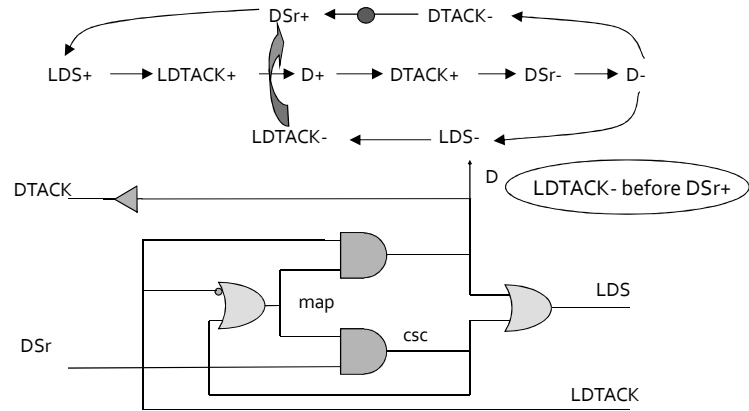 DSr+ DTACK-
LDS+ LDTACK+ D+ DTACK+ DSr- D-
LDTACK- LDS-
D
DTACK
LDTACK- before DSr+
LDS
map
csc
DSr
LDTACK